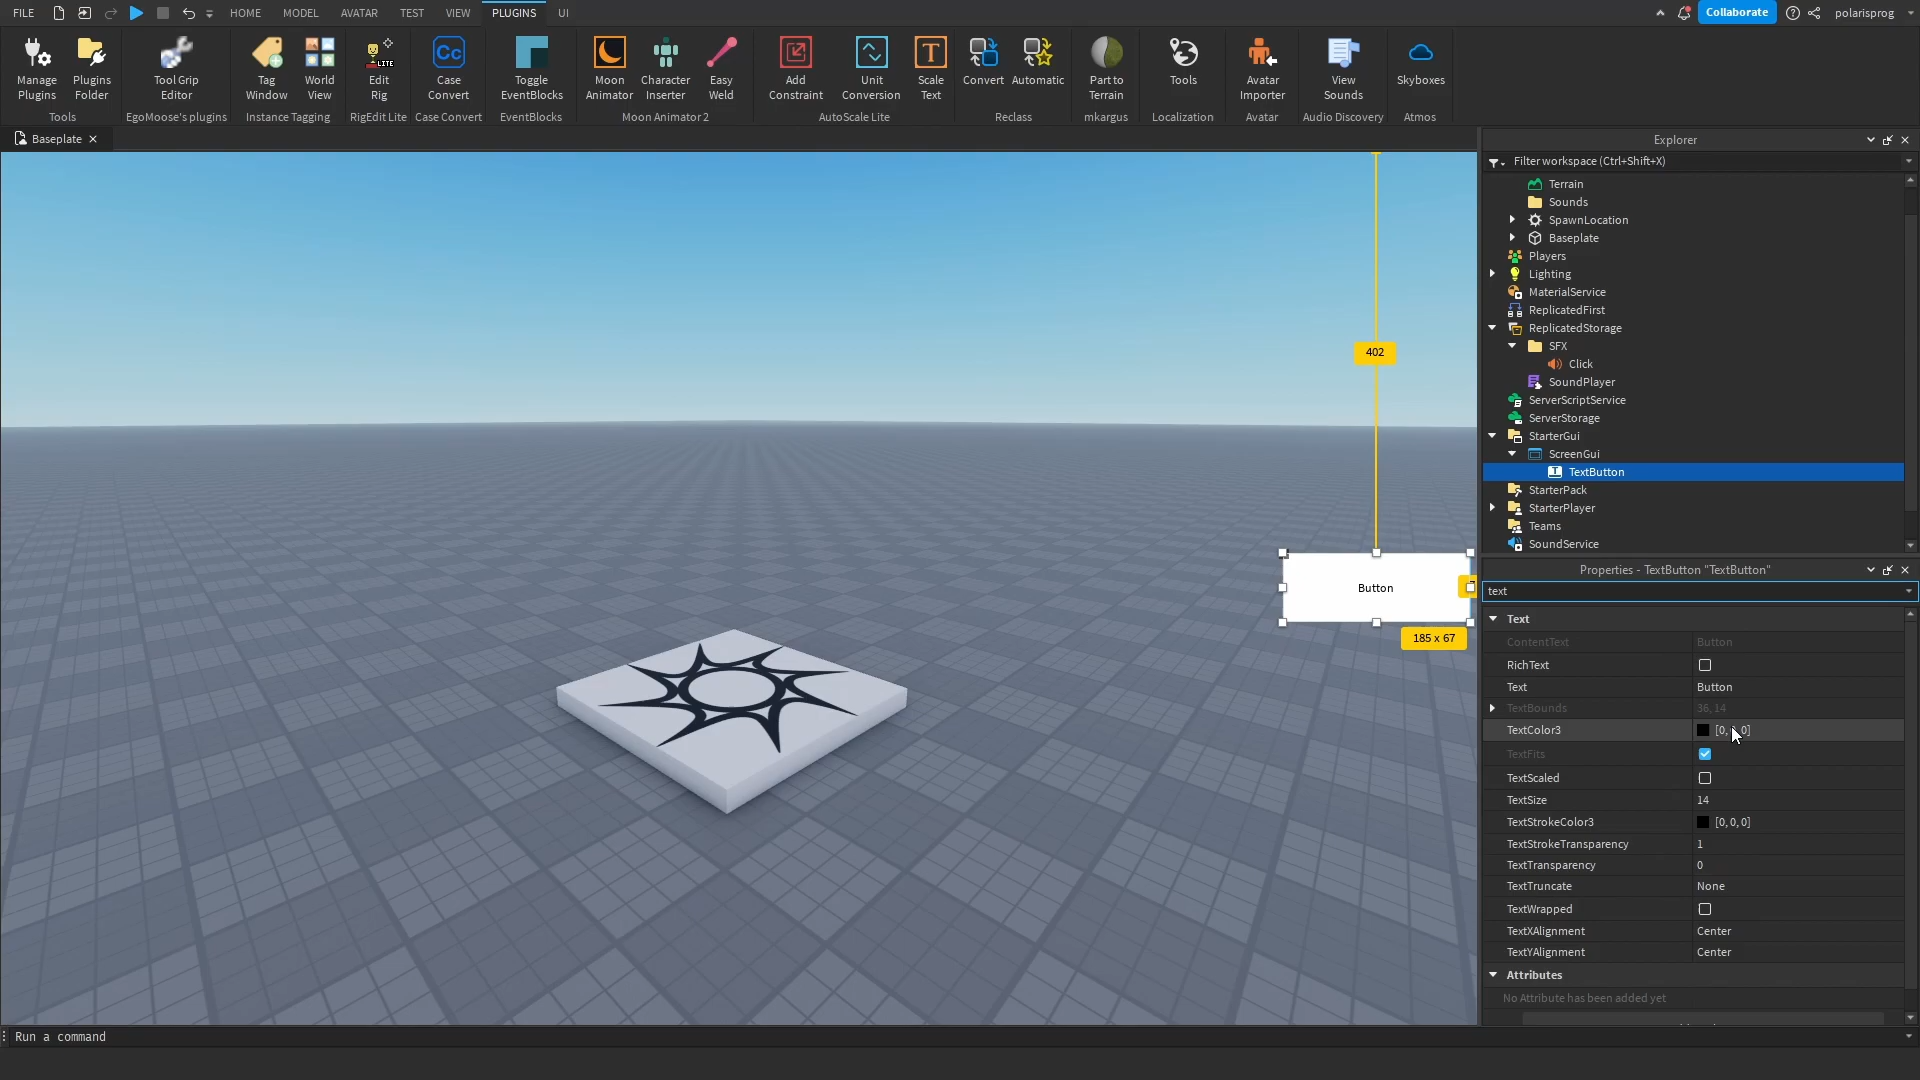 FILE HOME MODEL AVATAR TEST VIEW PLUGINS UI Collaborate polarisprog
Manage Plugins
Plugins Folder
Tools
Tool Grip Editor
EgoMoose's plugins
Tag Window
World View
Instance Tagging
LITE
Edit Rig
RigEdit Lite
Cc
Case Convert
Case Convert
Toggle EventBlocks
EventBlocks
Moon Animator
Character Inserter
Easy Weld
Moon Animator 2
Add Constraint
Unit Conversion
T
Scale Text
AutoScale Lite
Convert
Automatic
Reclass
Part to Terrain
mkargus
Tools
Localization
Avatar Importer
Avatar
View Sounds
Audio Discovery
Skyboxes
Atmos
Baseplate
402
Button
185 x 67
Explorer
Filter workspace (Ctrl+Shift+X)
Terrain
Sounds
SpawnLocation
Baseplate
Players
Lighting
MaterialService
ReplicatedFirst
ReplicatedStorage
SFX
Click
SoundPlayer
ServerScriptService
ServerStorage
StarterGui
ScreenGui
TextButton
StarterPack
StarterPlayer
Teams
SoundService
Properties - TextButton "TextButton"
text
Text
ContentText Button
RichText
Text Button
TextBounds 36, 14
TextColor3 [0, 0]
TextFits
TextScaled
TextSize 14
TextStrokeColor3 [0, 0, 0]
TextStrokeTransparency 1
TextTransparency 0
TextTruncate None
TextWrapped
TextXAlignment Center
TextYAlignment Center
Attributes
No Attribute has been added yet
Run a command